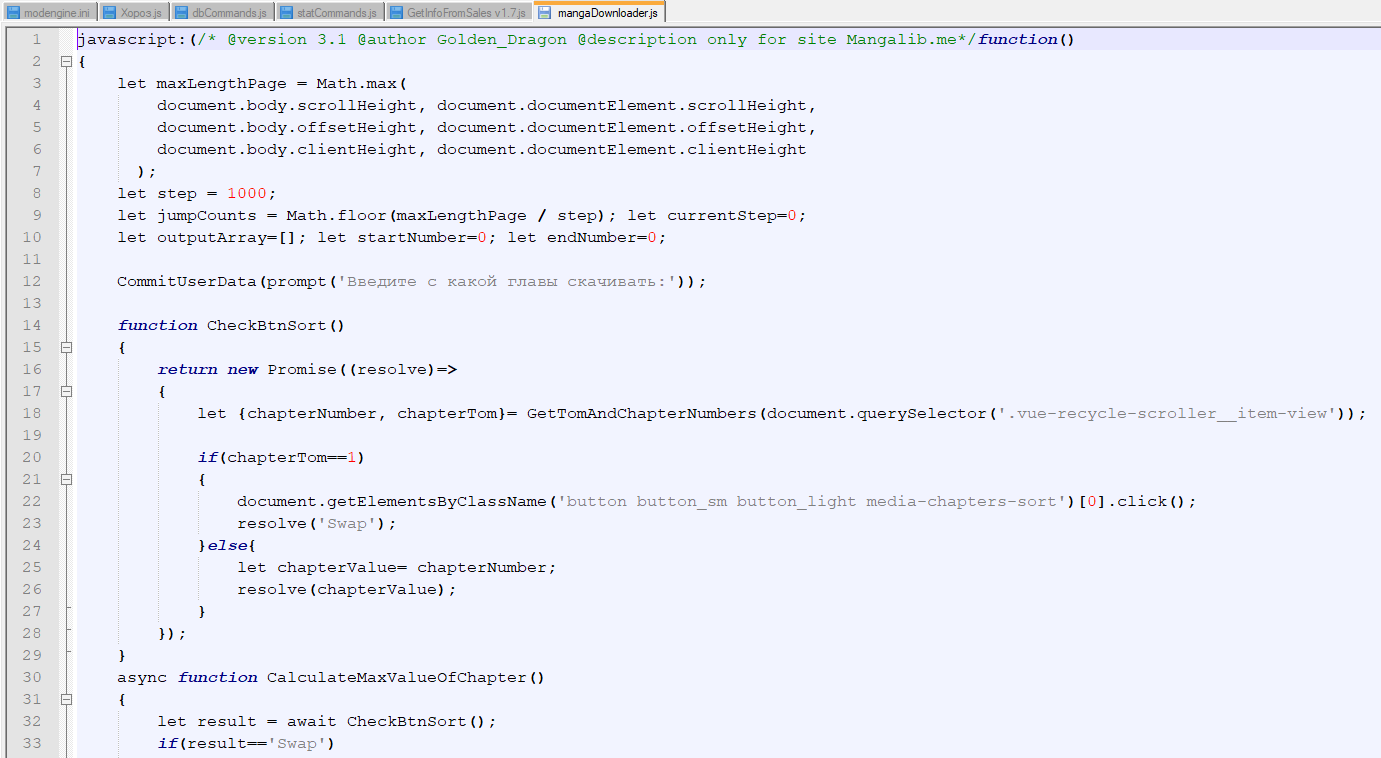 modengine.ini Xopos.js dbCommands.js statCommands.js GetInfoFromSales v1.7.js mangaDownloader.js
1 javascript:(/* @version 3.1 @author Golden_Dragon @description only for site Mangalib.me*/function()
2 {
3 let maxLengthPage = Math.max(
4 document.body.scrollHeight, document.documentElement.scrollHeight,
5 document.body.offsetHeight, document.documentElement.offsetHeight,
6 document.body.clientHeight, document.documentElement.clientHeight
7 );
8 let step = 1000;
9 let jumpCounts = Math.floor(maxLengthPage / step); let currentStep=0;
10 let outputArray=[]; let startNumber=0; let endNumber=0;
11
12 CommitUserData(prompt('Введите с какой главы скачивать:'));
13
14 function CheckBtnSort()
15 {
16 return new Promise((resolve)=>
17 {
18 let {chapterNumber, chapterTom}= GetTomAndChapterNumbers(document.querySelector('.vue-recycle-scroller__item-view'));
19
20 if(chapterTom==1)
21 {
22 document.getElementsByClassName('button button_sm button_light media-chapters-sort')[0].click();
23 resolve('Swap');
24 }else{
25 let chapterValue= chapterNumber;
26 resolve(chapterValue);
27 }
28 });
29 }
30 async function CalculateMaxValueOfChapter()
31 {
32 let result = await CheckBtnSort();
33 if(result=='Swap')